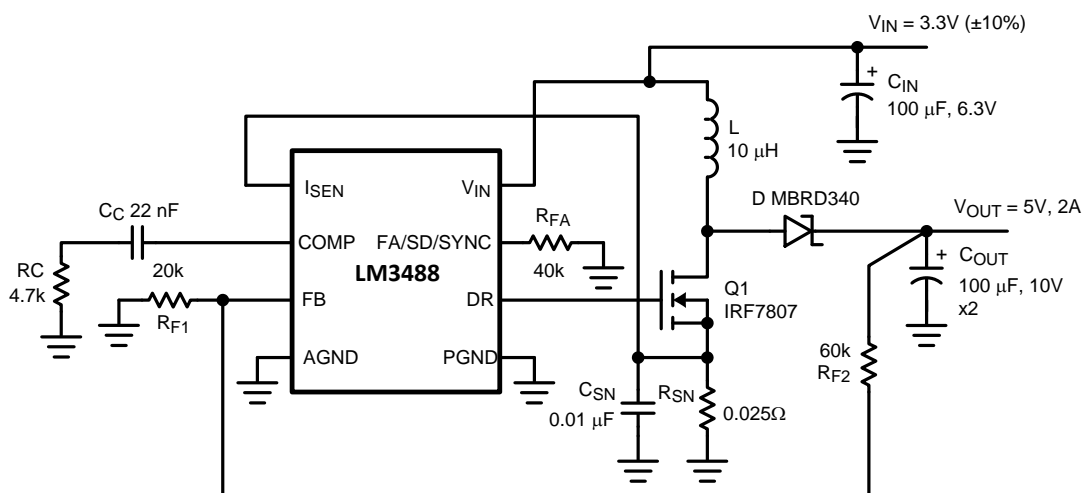 VIN = 3.3V (±10%)
CIN
100 μF, 6.3V
L
10 μH
ISEN
VIN
D MBRD340
VOUT = 5V, 2A
CC 22 nF
RFA
COMP
FA/SD/SYNC
LM3488
40k
RC
4.7k
20k
RF1
FB
DR
Q1
IRF7807
COUT
100 μF, 10V
x2
AGND
PGND
60k
RF2
CSN
0.01 μF
RSN
0.025Ω